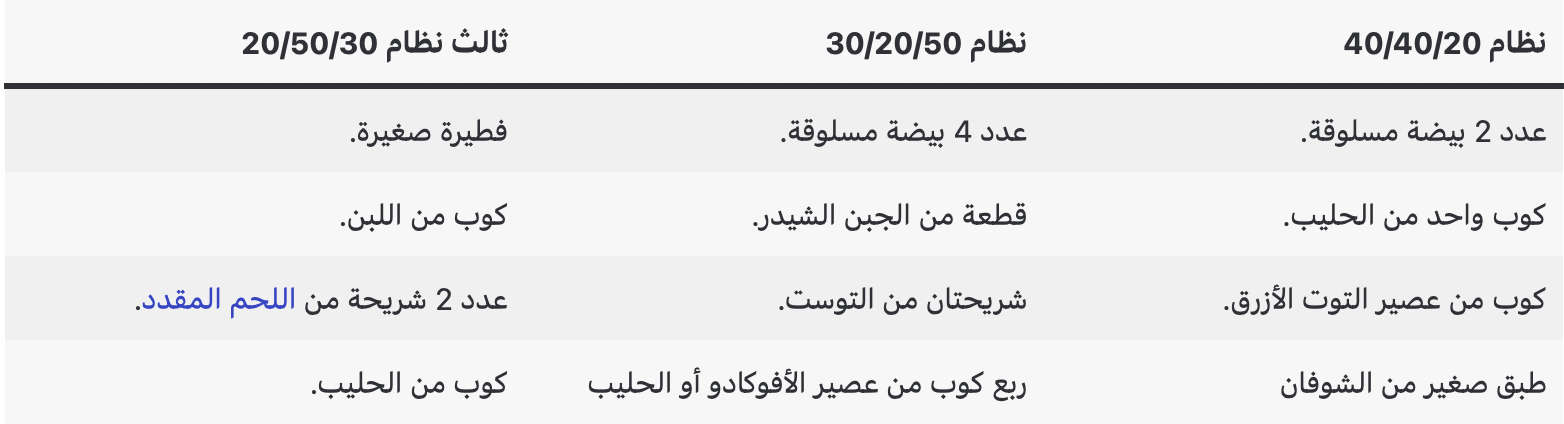 نظام 40/40/20 نظام 30/20/50 ثالث نظام 20/50/30
عدد 2 بيضة مسلوقة. عدد 4 بيضة مسلوقة. فطيرة صغيرة.
كوب واحد من الحليب. قطعة من الجبن الشيدر. كوب من اللبن.
كوب من عصير التوت الأزرق. شريحتان من التوست. عدد 2 شريحة من اللحم المقدد.
طبق صغير من الشوفان ربع كوب من عصير الأفوكادو أو الحليب كوب من الحليب.